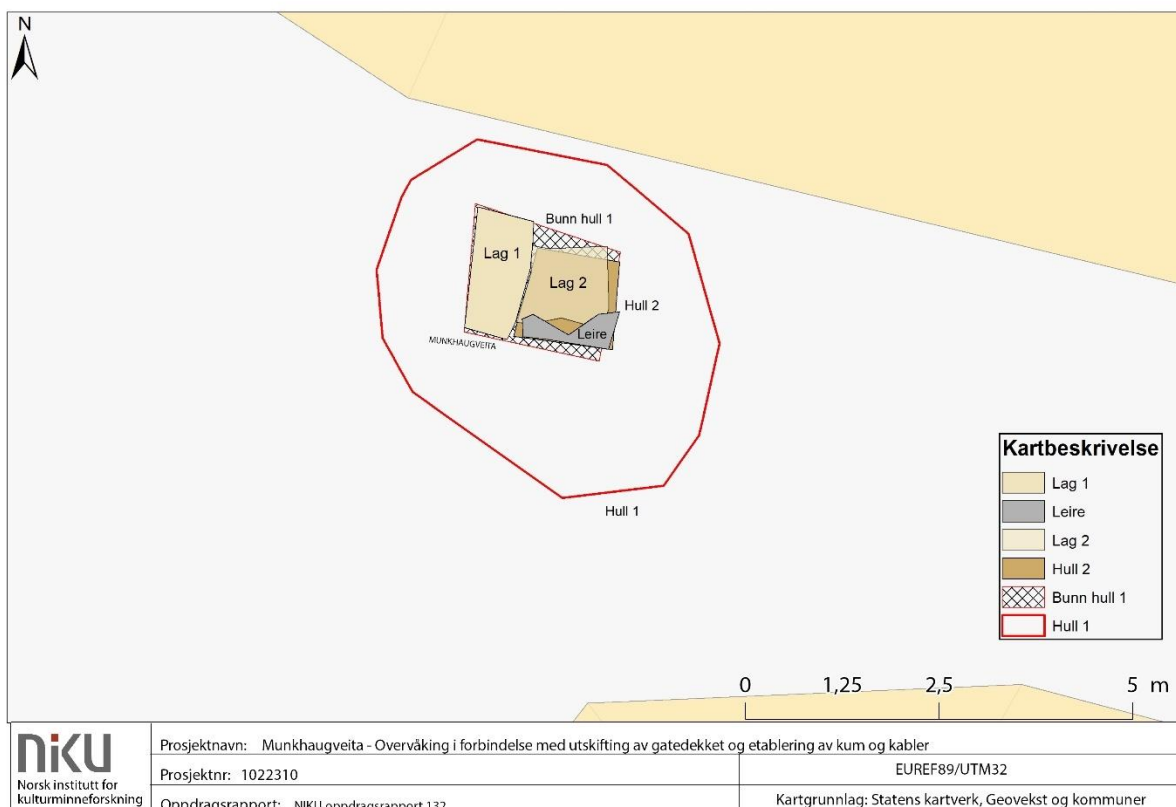 N
Bunn hull 1
Lag 1
Lag 2
Hull 2
Leire
MUNKHAUGVEITA
Hull 1
Kartbeskrivelse
Lag 1
Leire
Lag 2
Hull 2
Bunn hull 1
Hull 1
0 1,25 2,5 5 m
niku
Norsk institutt for
kulturminneforskning
Prosjektnavn: Munkhaugveita - Overvåking i forbindelse med utskifting av gatedekket og etablering av kum og kabler
Prosjektnr: 1022310
EUREF89/UTM32
Oppdragsrapport: NIKU oppdragsrapport 132
Kartgrunnlag: Statens kartverk, Geovekst og kommuner